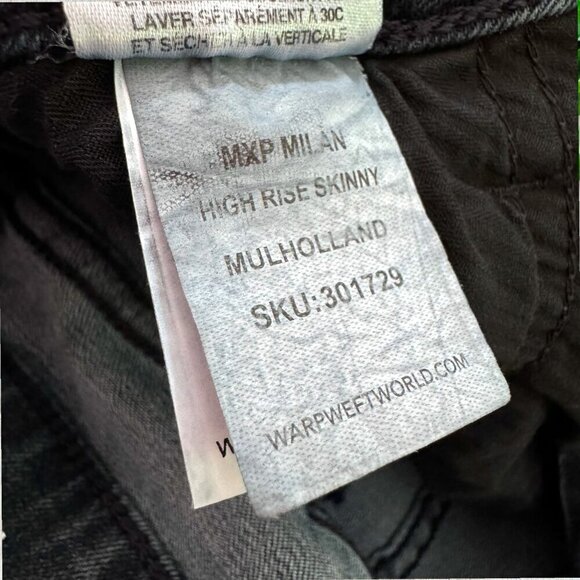 LAVER SÉPARÉMENT À 30C
ET SÉCHER À LA VERTICALE
MXP MILAN
HIGH RISE SKINNY
MULHOLLAND
SKU:301729
WARPWEFTWORLD.COM
W